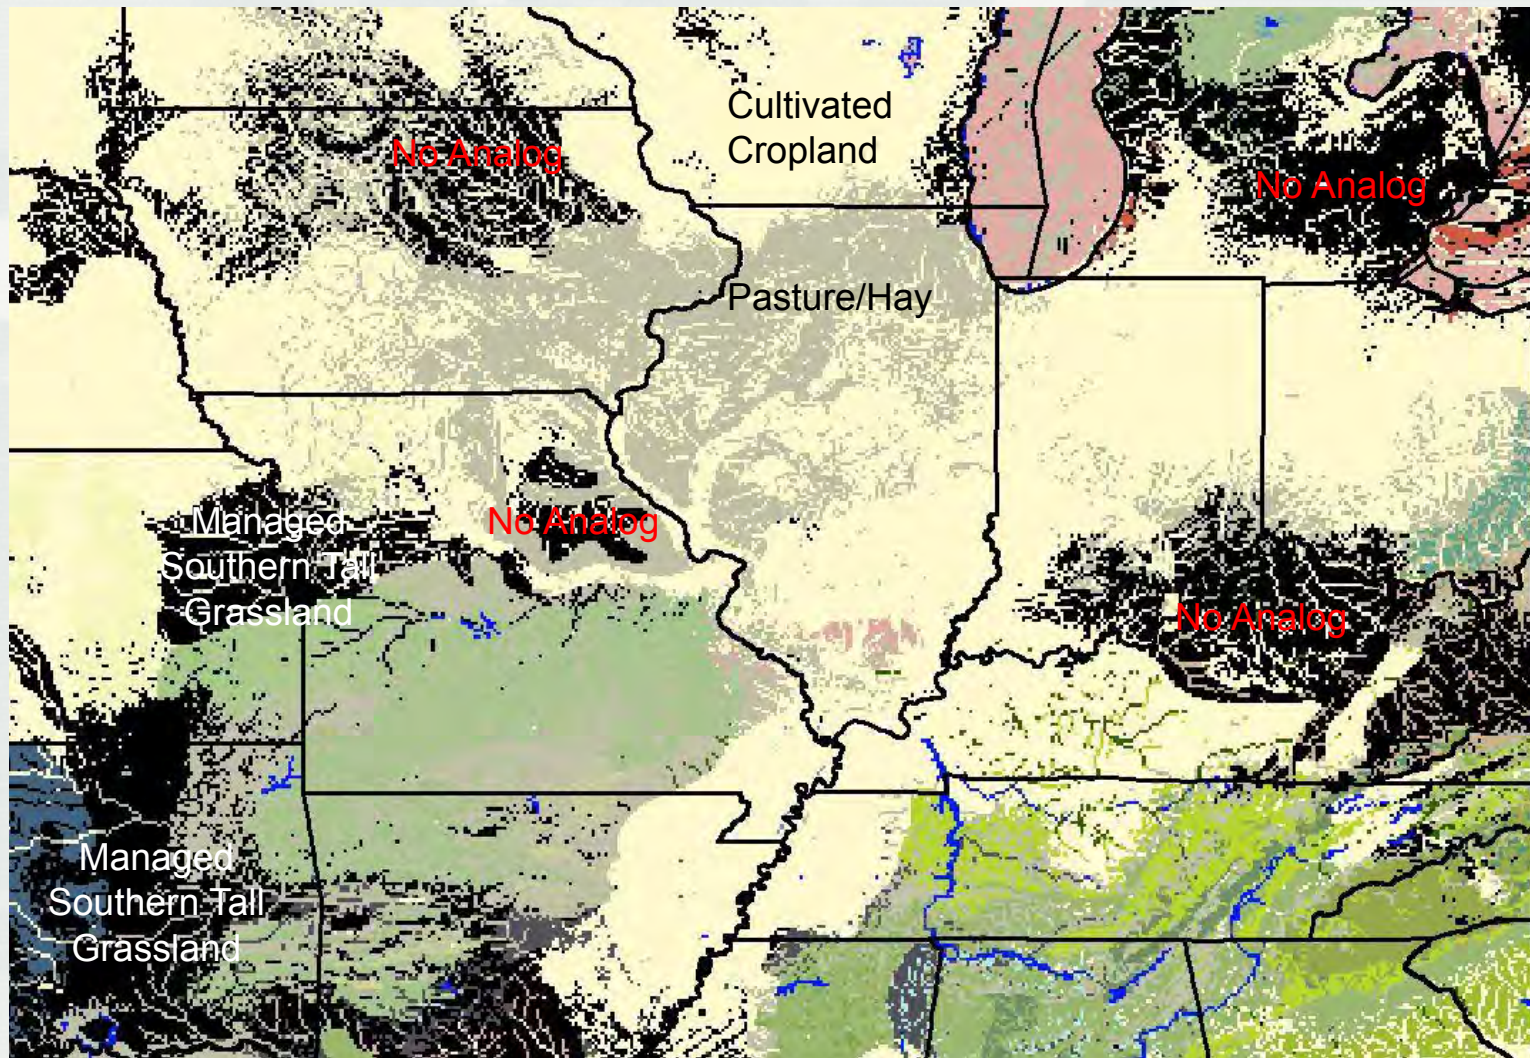 Cultivated
Cropland
No Analog
No Analog
Pasture/Hay
Managed
Southern Tall
Grassland
No Analog
No Analog
Managed
Southern Tall
Grassland